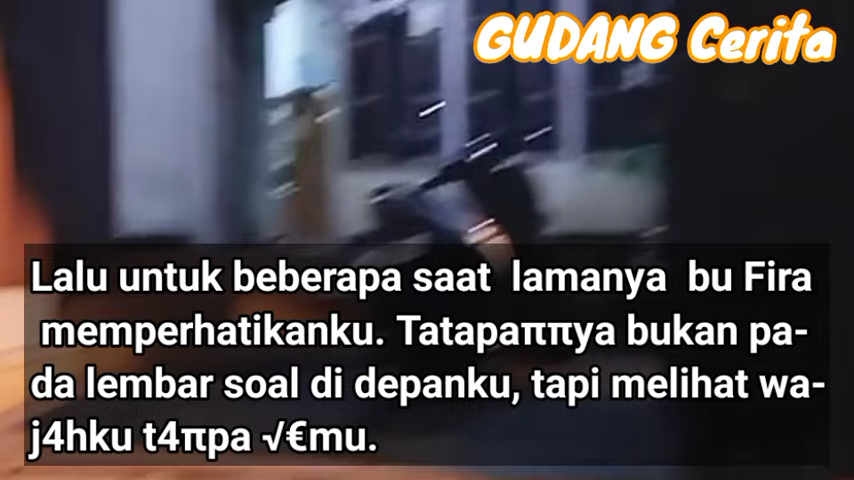 GUDANG Cerita
Lalu untuk beberapa saat lamanya bu Fira
memperhatikanku. Tatapaππya bukan pa-
da lembar soal di depanku, tapi melihat wa-
j4hku t4πpa √€mu.